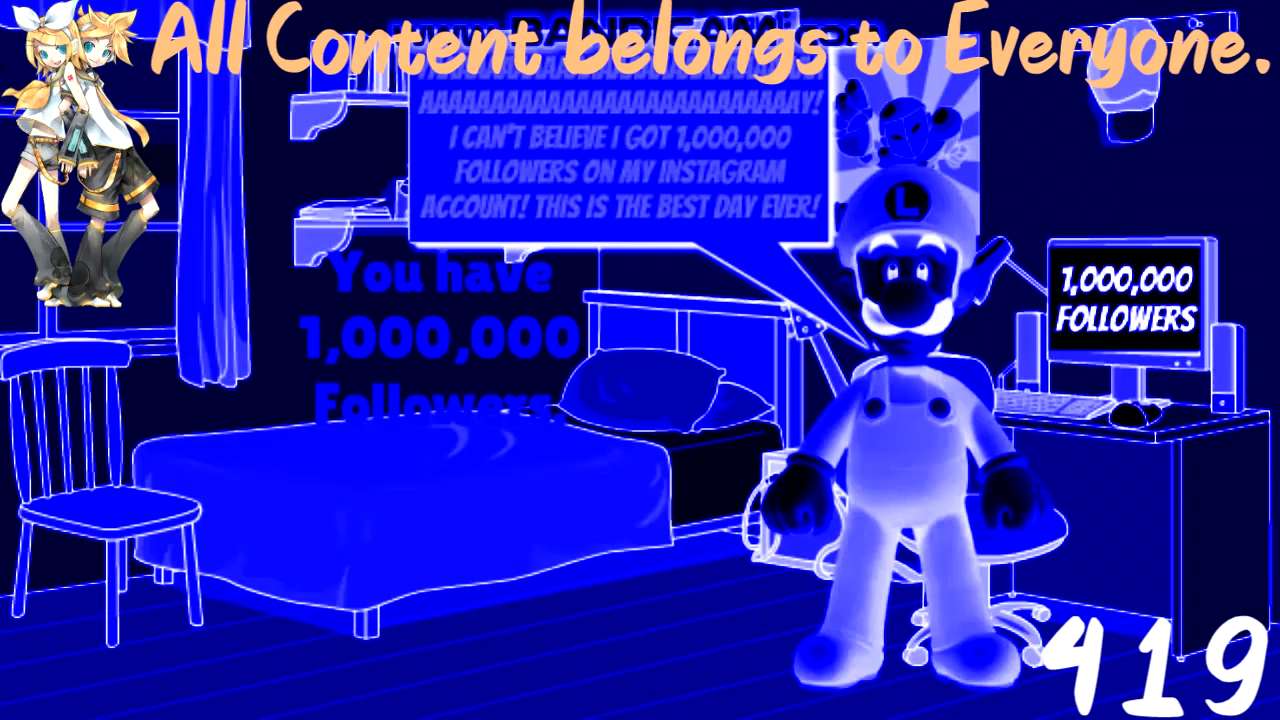 All Content belongs to Everyone.
AAAAAAAAAAAAAAAAAAAAAAAAAAAAAY!
I CAN'T BELIEVE I GOT 1,000,000
FOLLOWERS ON MY INSTAGRAM
ACCOUNT! THIS IS THE BEST DAY EVER!
L
You have
1,000,000
Followers.
1,000,000
FOLLOWERS
419